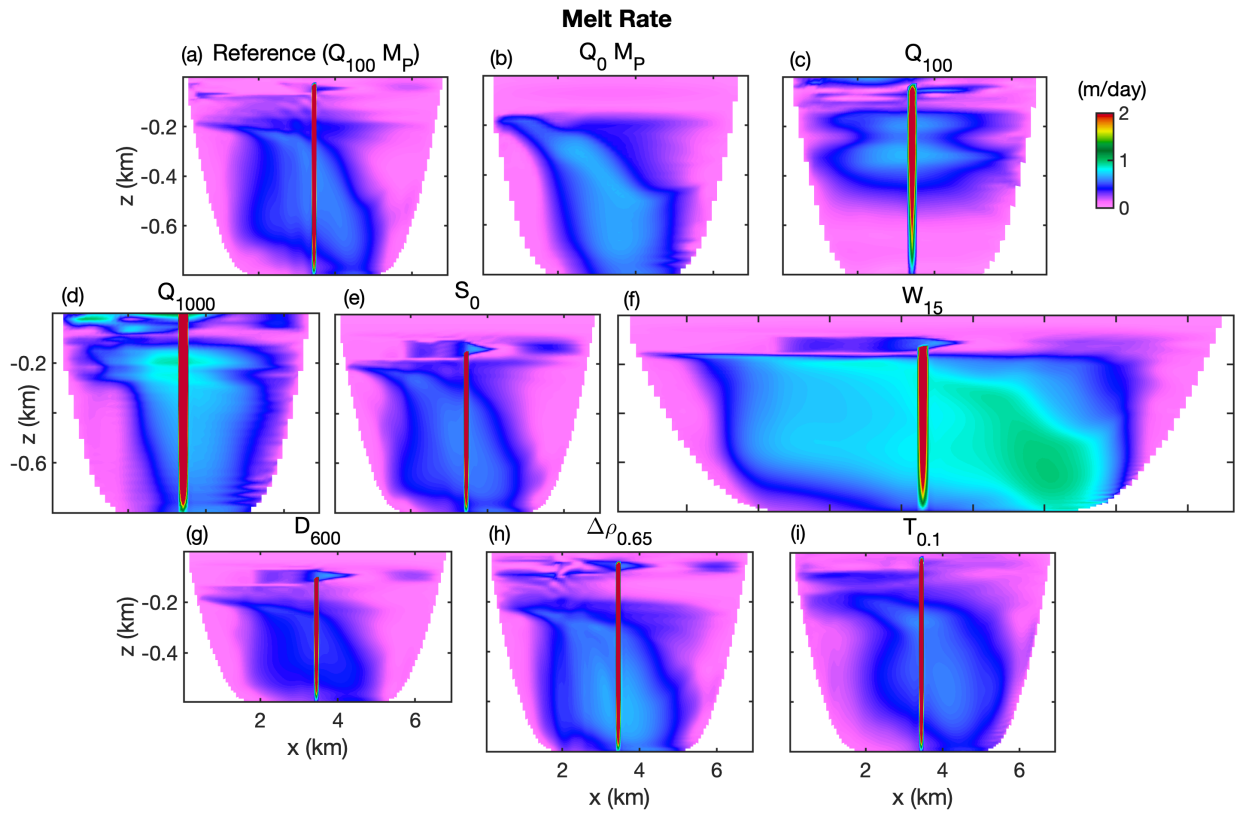 Melt Rate
(a) Reference (Q100 MP)
(b) Q0 MP
(c) Q100
(m/day)
2
1
0
-0.2
-0.4
-0.6
z (km)
(d) Q1000
(e) S0
(f) W15
-0.2
-0.6
z (km)
(g) D600
(h) Δρ0.65
(i) T0.1
-0.2
-0.4
z (km)
2 4 6
x (km)
2 4 6
x (km)
2 4 6
x (km)